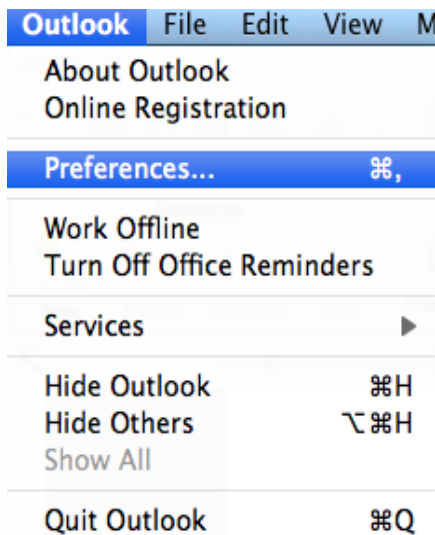 Outlook File Edit View M
About Outlook
Online Registration
Preferences... ⌘,
Work Offline
Turn Off Office Reminders
Services ▶
Hide Outlook ⌘H
Hide Others ⌥⌘H
Show All
Quit Outlook ⌘Q